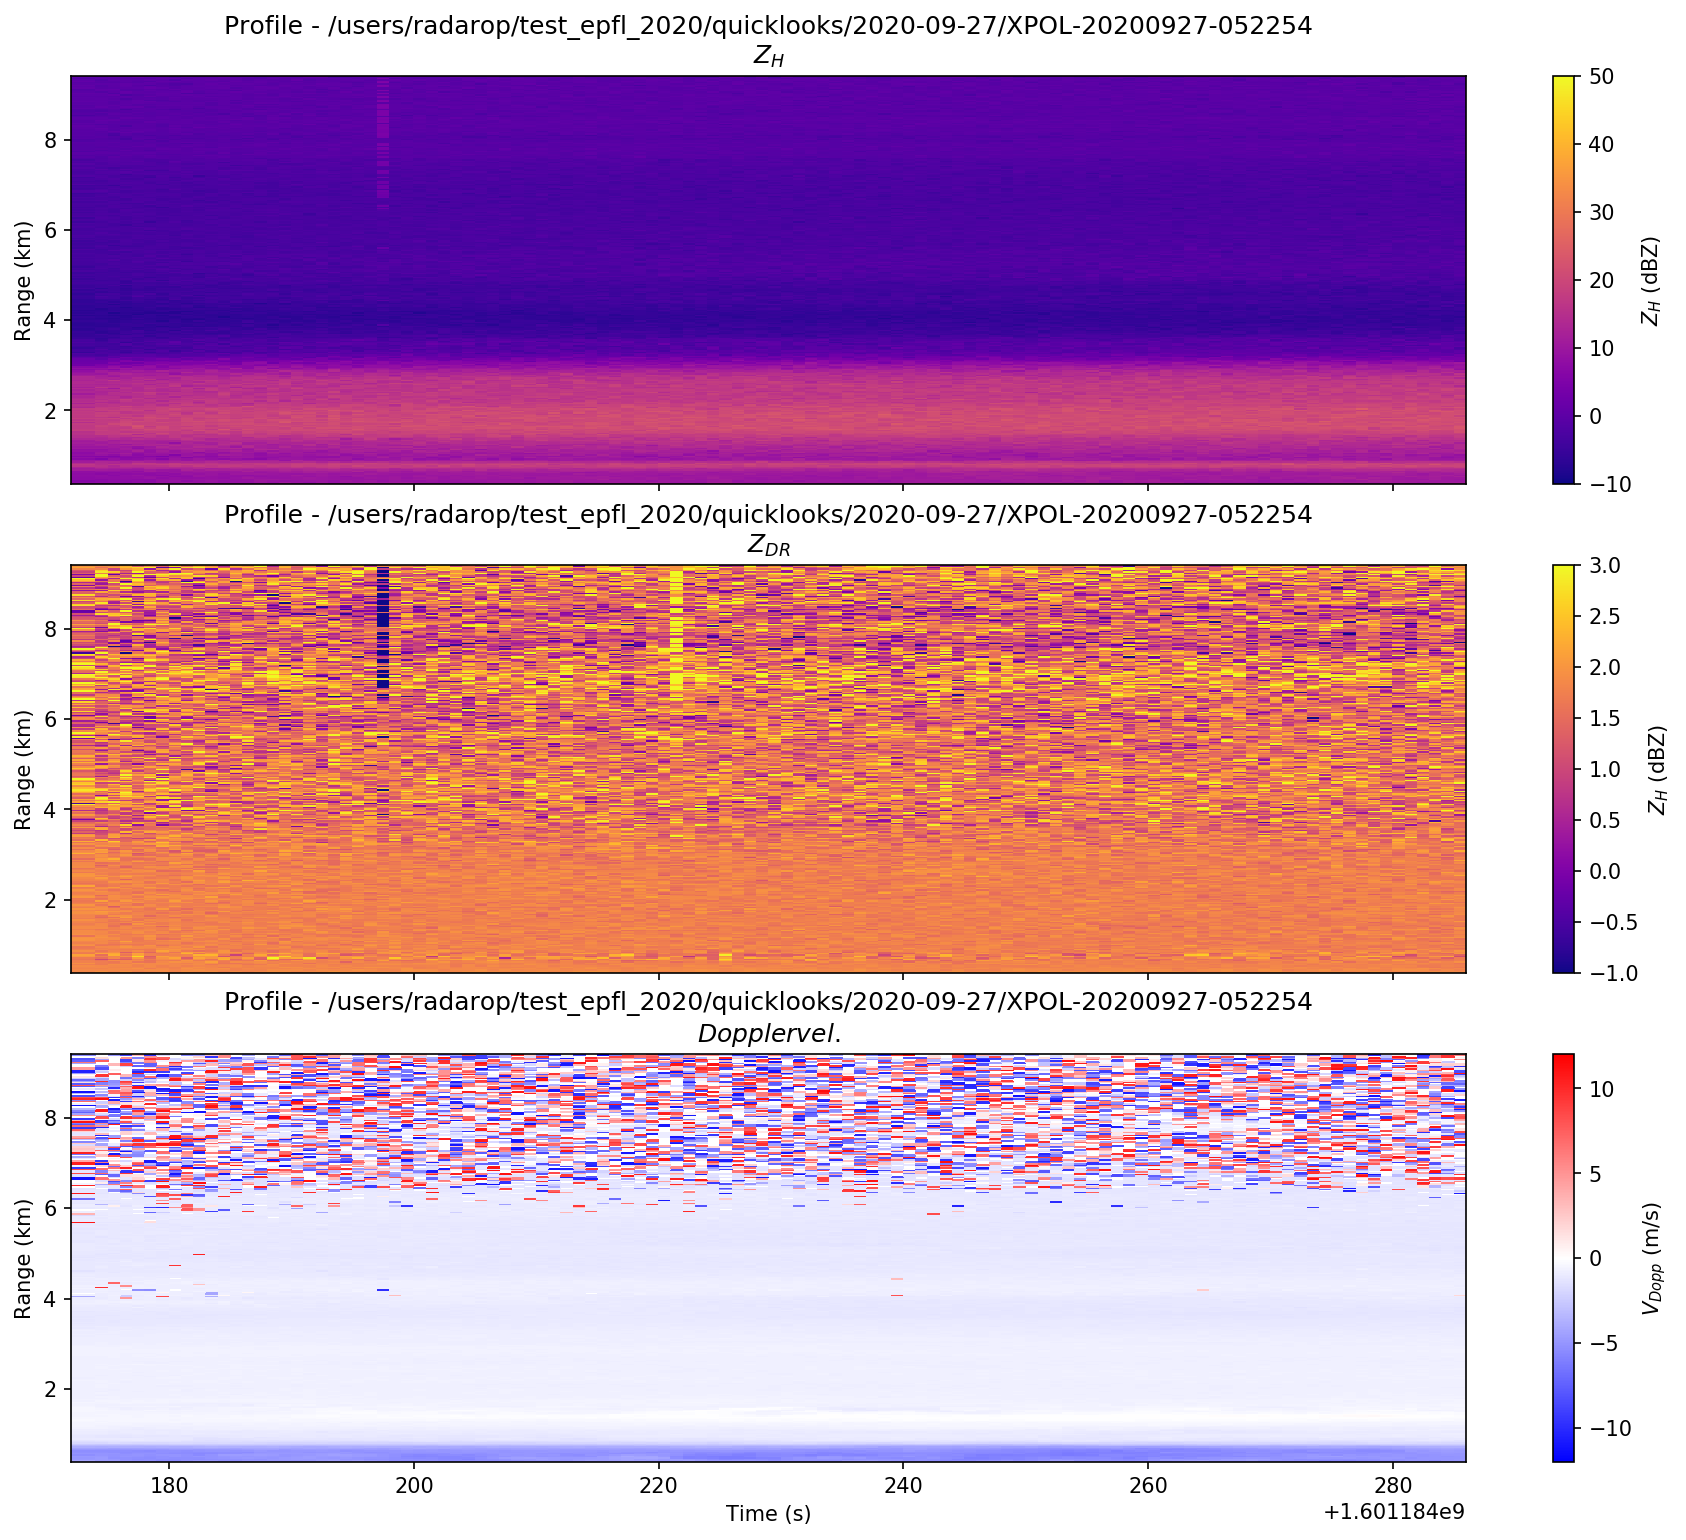 Profile - /users/radarop/test_epfl_2020/quicklooks/2020-09-27/XPOL-20200927-052254
Z_H
Range (km)
8
6
4
2
50
40
30
20
10
0
−10
Z_H (dBZ)
Profile - /users/radarop/test_epfl_2020/quicklooks/2020-09-27/XPOL-20200927-052254
Z_DR
Range (km)
8
6
4
2
3.0
2.5
2.0
1.5
1.0
0.5
0.0
−0.5
−1.0
Z_H (dBZ)
Profile - /users/radarop/test_epfl_2020/quicklooks/2020-09-27/XPOL-20200927-052254
Dopplervel.
Range (km)
8
6
4
2
10
5
0
−5
−10
V_Dopp (m/s)
180 200 220 240 260 280
Time (s)
+1.601184e9